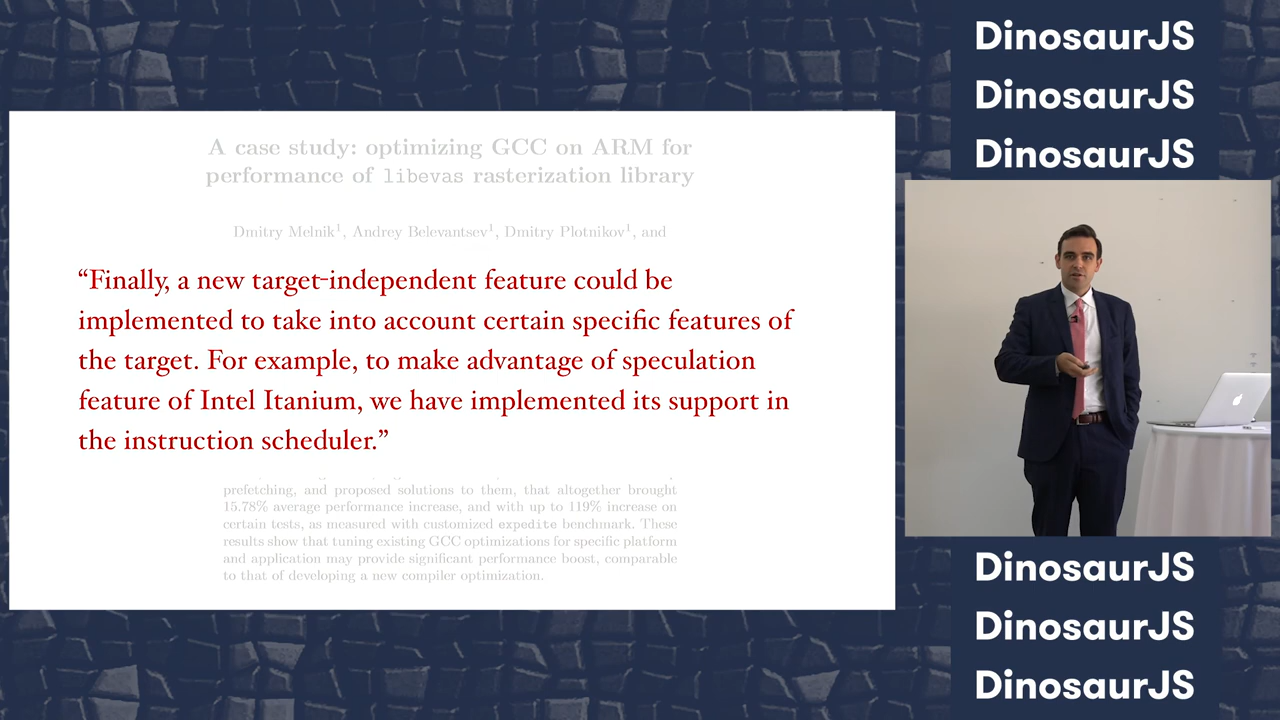 DinosaurJS
DinosaurJS
DinosaurJS
A case study: optimizing GCC on ARM for
performance of libevas rasterization library
Dmitry Melnik¹, Andrey Belevantsev¹, Dmitry Plotnikov¹, and
“Finally, a new target-independent feature could be
implemented to take into account certain specific features of
the target. For example, to make advantage of speculation
feature of Intel Itanium, we have implemented its support in
the instruction scheduler.”
prefetching, and proposed solutions to them, that altogether brought
15.78% average performance increase, and with up to 119% increase on
certain tests, as measured with customized expedite benchmark. These
results show that tuning existing GCC optimizations for specific platform
and application may provide significant performance boost, comparable
to that of developing a new compiler optimization.
DinosaurJS
DinosaurJS
DinosaurJS